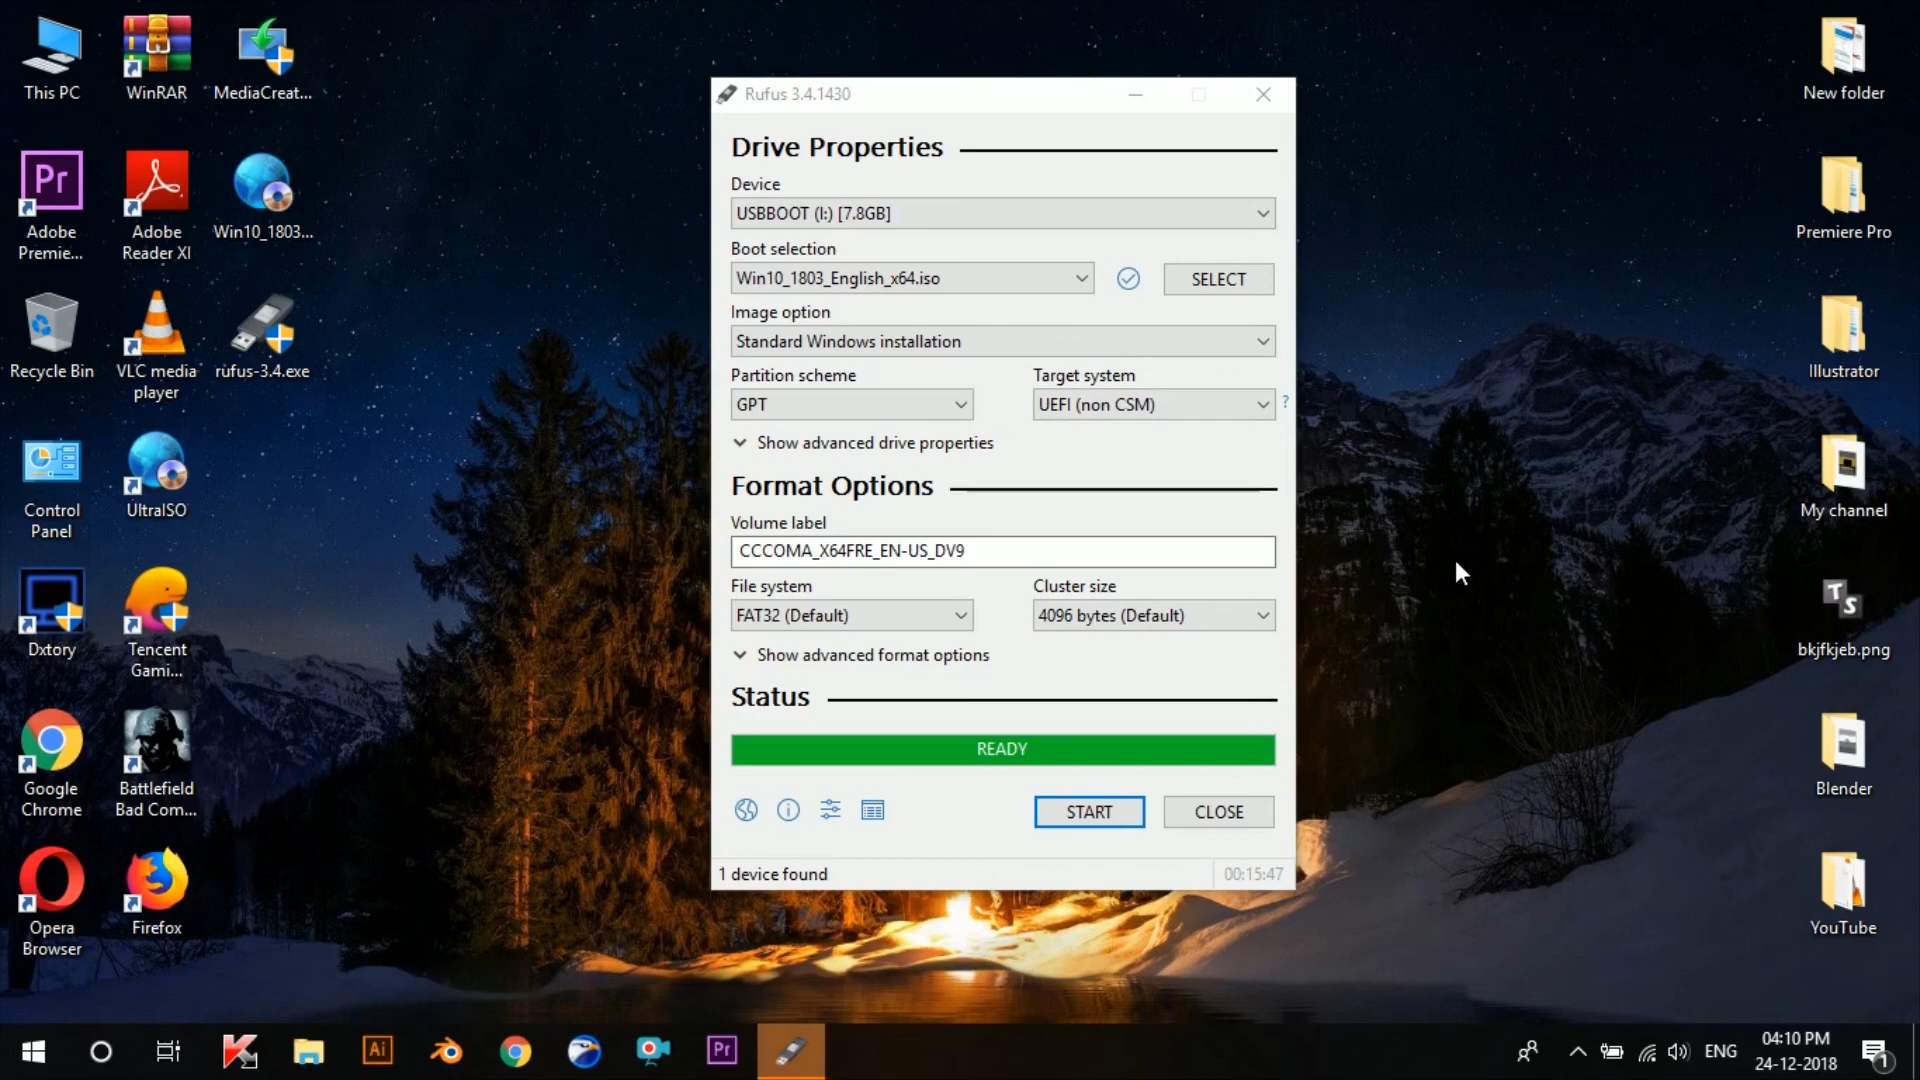 This PC
WinRAR
MediaCreat...
Adobe
Premie...
Adobe
Reader XI
Win10_1803...
Recycle Bin
VLC media
player
rufus-3.4.exe
Control
Panel
UltraISO
Dxtory
Tencent
Gami...
Google
Chrome
Battlefield
Bad Com...
Opera
Browser
Firefox
Rufus 3.4.1430
Drive Properties
Device
USBBOOT (I:) [7.8GB]
Boot selection
Win10_1803_English_x64.iso
SELECT
Image option
Standard Windows installation
Partition scheme
Target system
GPT
UEFI (non CSM)
?
Show advanced drive properties
Format Options
Volume label
CCCOMA_X64FRE_EN-US_DV9
File system
Cluster size
FAT32 (Default)
4096 bytes (Default)
Show advanced format options
Status
READY
START
CLOSE
1 device found
00:15:47
New folder
Premiere Pro
Illustrator
My channel
TS
bkjfkjeb.png
Blender
YouTube
Pr
Ai
Pr
ENG
04:10 PM
24-12-2018
1